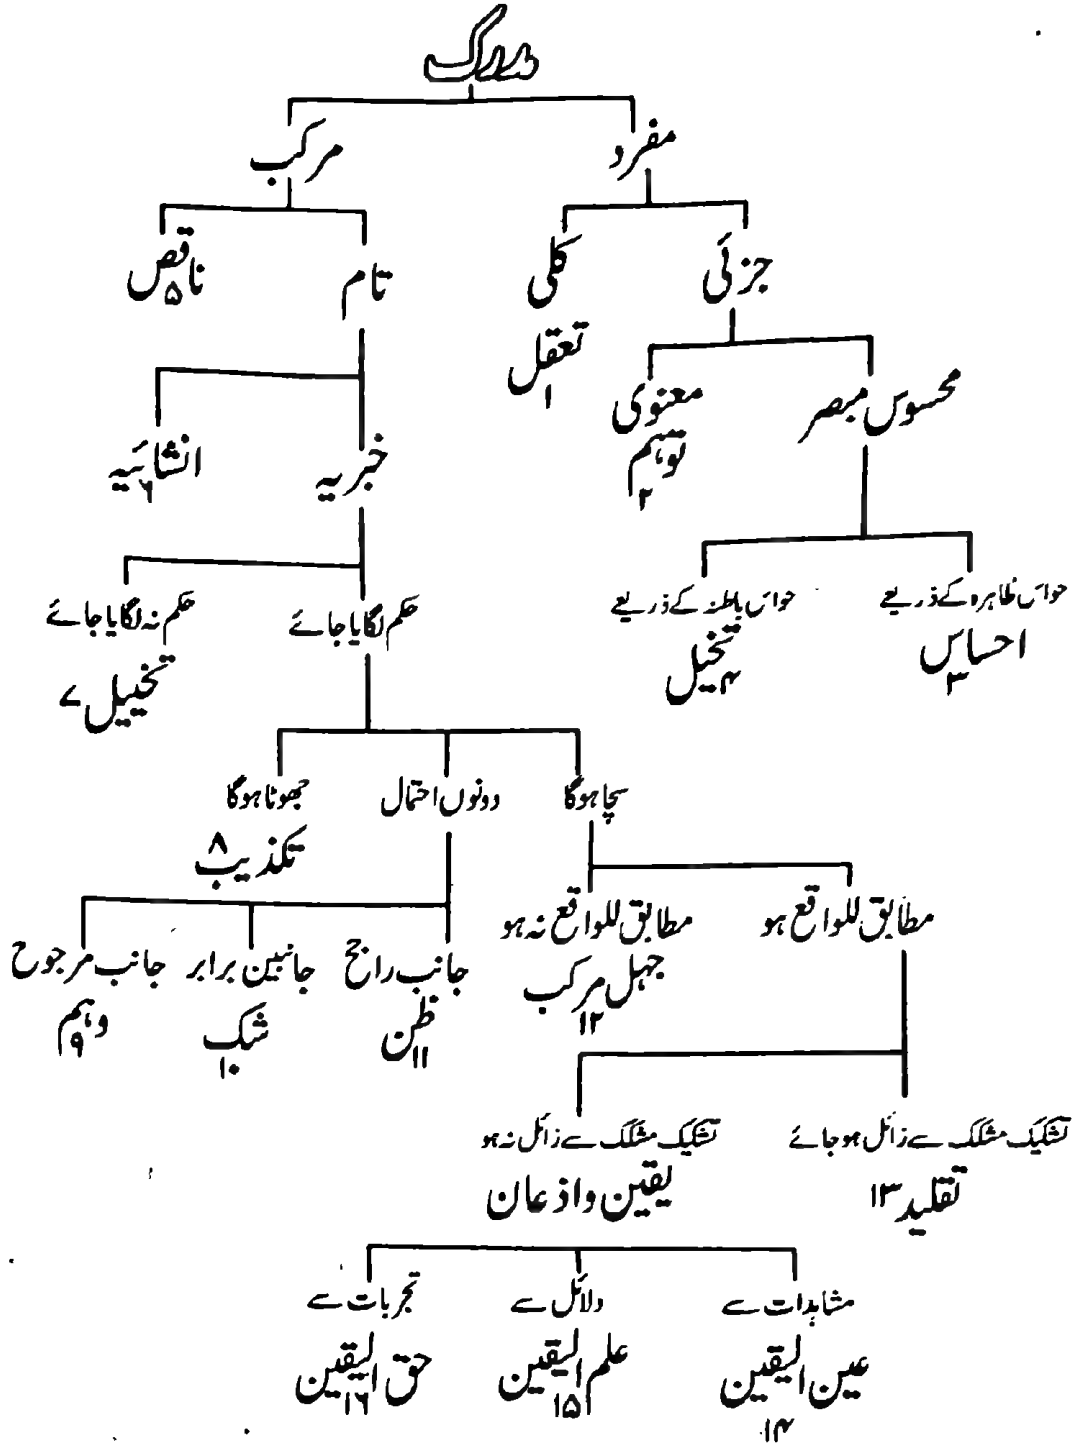 مدرک
مفرد مرکب
جزئی کلی تام ناقص ۵
تعقل ۱
محسوس مبصر معنوی خبریہ انشائیہ ۶
توہم ۲
حواس ظاہرہ کے ذریعے حواس باطنہ کے ذریعے حکم لگایا جائے حکم نہ لگایا جائے
احساس ۳ تخیل ۴ تخییل ۷
سچا ہوگا دونوں احتمال جھوٹا ہوگا
تکذیب ۸
مطابق للواقع ہو مطابق للواقع نہ ہو جانب راجح جانبین برابر جانب مرجوح
جہل مرکب ۱۲ ظن ۱۱ شک ۱۰ وہم ۹
تشکیک مشکک سے زائل ہو جائے تشکیک مشکک سے زائل نہ ہو
تقلید ۱۳ یقین و اذعان
مشاہدات سے دلائل سے تجربات سے
عین الیقین ۱۴ علم الیقین ۱۵ حق الیقین ۱۶